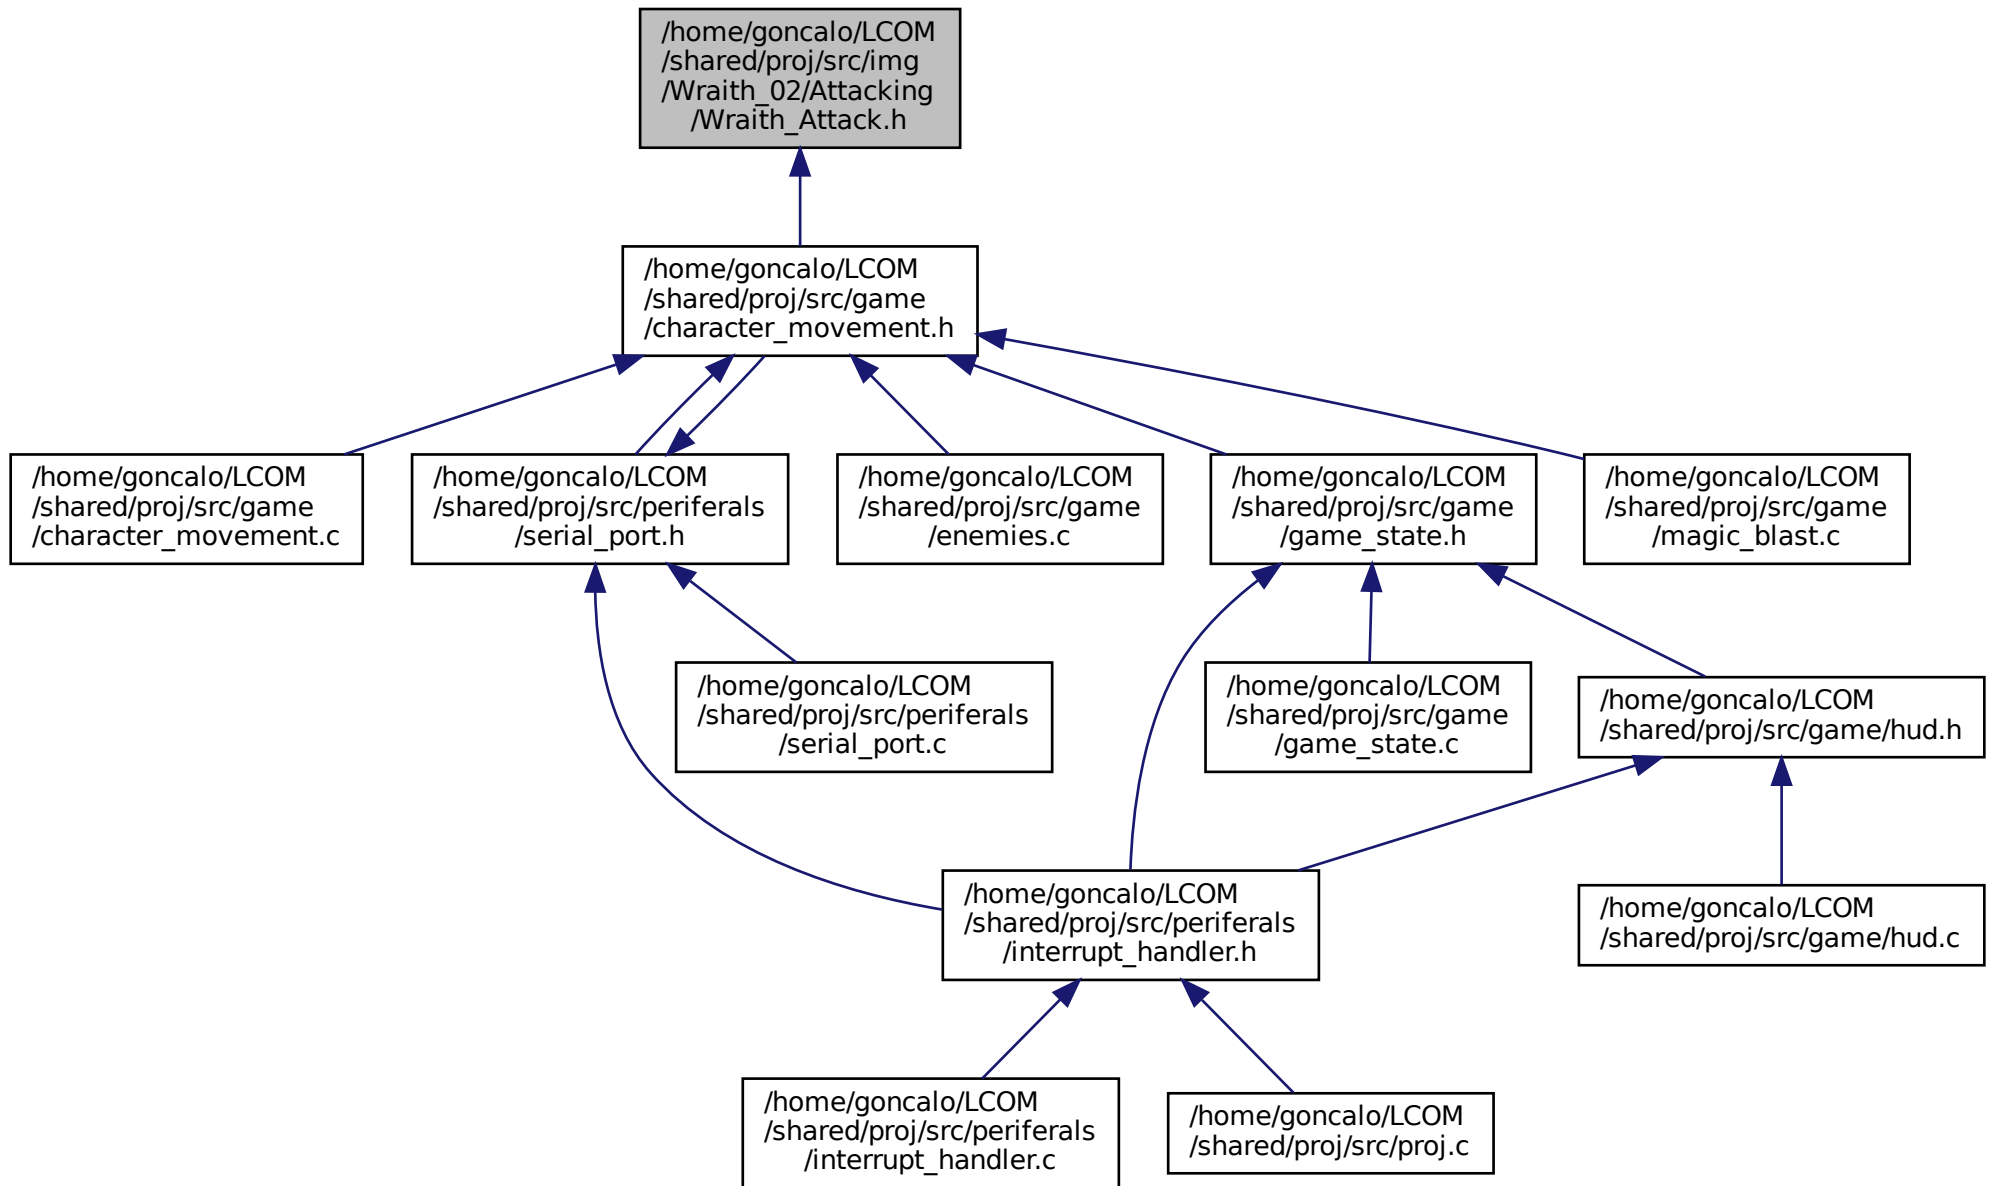 /home/goncalo/LCOM
/shared/proj/src/img
/Wraith_02/Attacking
/Wraith_Attack.h
/home/goncalo/LCOM
/shared/proj/src/game
/character_movement.h
/home/goncalo/LCOM
/shared/proj/src/game
/character_movement.c
/home/goncalo/LCOM
/shared/proj/src/periferals
/serial_port.h
/home/goncalo/LCOM
/shared/proj/src/game
/enemies.c
/home/goncalo/LCOM
/shared/proj/src/game
/game_state.h
/home/goncalo/LCOM
/shared/proj/src/game
/magic_blast.c
/home/goncalo/LCOM
/shared/proj/src/periferals
/serial_port.c
/home/goncalo/LCOM
/shared/proj/src/game
/game_state.c
/home/goncalo/LCOM
/shared/proj/src/game/hud.h
/home/goncalo/LCOM
/shared/proj/src/periferals
/interrupt_handler.h
/home/goncalo/LCOM
/shared/proj/src/game/hud.c
/home/goncalo/LCOM
/shared/proj/src/periferals
/interrupt_handler.c
/home/goncalo/LCOM
/shared/proj/src/proj.c